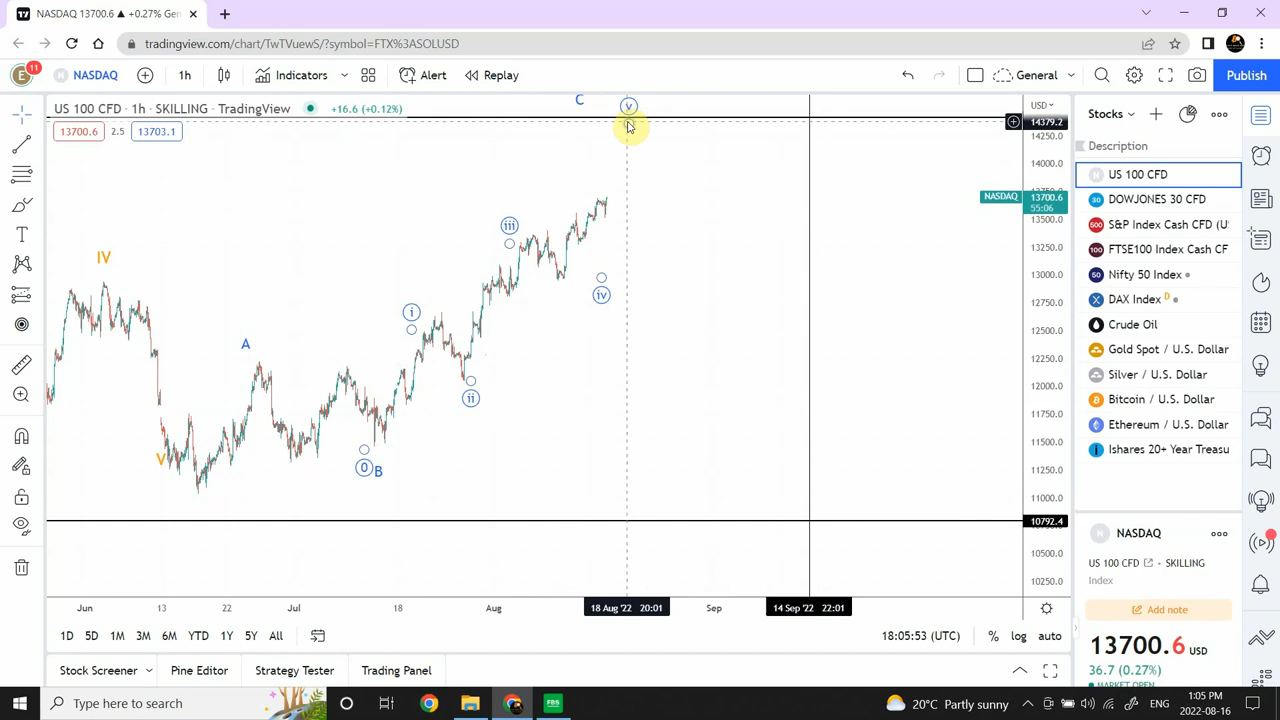 NASDAQ 13700.6 ▲ +0.27% Gen
tradingview.com/chart/TwTVuewS/?symbol=FTX%3ASOLUSD
E 11 NASDAQ 1h Indicators Alert Replay General Publish
US 100 CFD · 1h · SKILLING · TradingView +16.6 (+0.12%)
13700.6 2.5 13703.1
C
v
IV
A
V
0
B
i
ii
iii
iv
USD
14379.2
14250.0
14000.0
NASDAQ 13700.6
55:06
13500.0
13250.0
13000.0
12750.0
12500.0
12250.0
12000.0
11750.0
11500.0
11250.0
11000.0
10792.4
10500.0
10250.0
Jun 13 22 Jul 18 Aug 18 Aug '22 20:01 Sep 14 Sep '22 22:01
1D 5D 1M 3M 6M YTD 1Y 5Y All 18:05:53 (UTC) % log auto
Stock Screener Pine Editor Strategy Tester Trading Panel
Stocks
Description
US 100 CFD
DOWJONES 30 CFD
S&P Index Cash CFD (U
FTSE100 Index Cash CF
Nifty 50 Index
DAX Index D
Crude Oil
Gold Spot / U.S. Dollar
Silver / U.S. Dollar
Bitcoin / U.S. Dollar
Ethereum / U.S. Dollar
Ishares 20+ Year Treasu
NASDAQ
US 100 CFD · SKILLING
Index
Add note
13700.6 USD
36.7 (0.27%)
MARKET OPEN
Type here to search
FBS
20°C Partly sunny
ENG
1:05 PM
2022-08-16